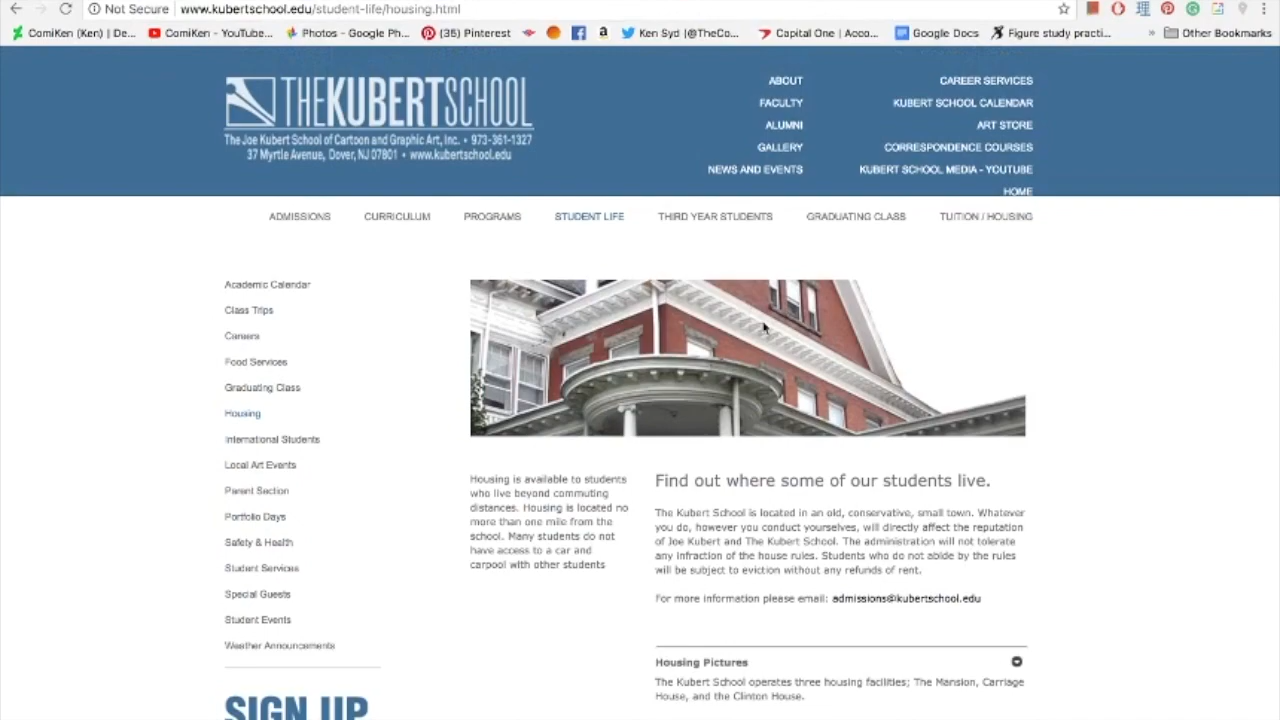 Not Secure www.kubertschool.edu/student-life/housing.html
ComiKen (Ken) | De... ComiKen - YouTube... Photos - Google Ph... (35) Pinterest Ken Syd (@TheCo... Capital One | Acco... Google Docs Figure study practi... » Other Bookmarks
THEKUBERTSCHOOL
The Joe Kubert School of Cartoon and Graphic Art, Inc. • 973-361-1327
37 Myrtle Avenue, Dover, NJ 07801 • www.kubertschool.edu
ABOUT
FACULTY
ALUMNI
GALLERY
NEWS AND EVENTS
CAREER SERVICES
KUBERT SCHOOL CALENDAR
ART STORE
CORRESPONDENCE COURSES
KUBERT SCHOOL MEDIA - YOUTUBE
HOME
ADMISSIONS CURRICULUM PROGRAMS STUDENT LIFE THIRD YEAR STUDENTS GRADUATING CLASS TUITION / HOUSING
Academic Calendar
Class Trips
Careers
Food Services
Graduating Class
Housing
International Students
Local Art Events
Parent Section
Portfolio Days
Safety & Health
Student Services
Special Guests
Student Events
Weather Announcements
SIGN UP
Housing is available to students
who live beyond commuting
distances. Housing is located no
more than one mile from the
school. Many students do not
have access to a car and
carpool with other students
Find out where some of our students live.
The Kubert School is located in an old, conservative, small town. Whatever
you do, however you conduct yourselves, will directly affect the reputation
of Joe Kubert and The Kubert School. The administration will not tolerate
any infraction of the house rules. Students who do not abide by the rules
will be subject to eviction without any refunds of rent.
For more information please email: admissions@kubertschool.edu
Housing Pictures
The Kubert School operates three housing facilities; The Mansion, Carriage
House, and the Clinton House.